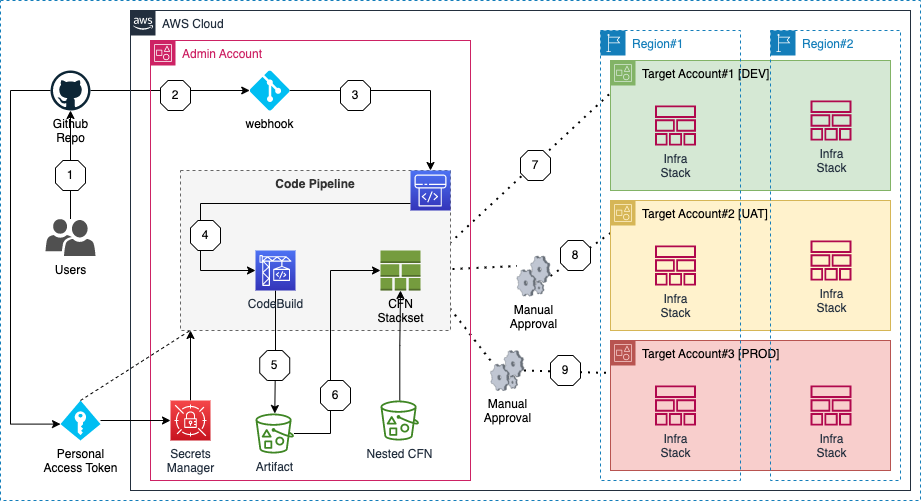 aws
AWS Cloud
Admin Account
Region#1
Region#2
Target Account#1 [DEV]
Github
Repo
2
webhook
3
Infra
Stack
Infra
Stack
1
Code Pipeline
7
4
Users
Target Account#2 [UAT]
8
CodeBuild
CFN
Stackset
Manual
Approval
Infra
Stack
Infra
Stack
5
6
9
Manual
Approval
Target Account#3 [PROD]
Infra
Stack
Infra
Stack
Personal
Access Token
Secrets
Manager
Artifact
Nested CFN